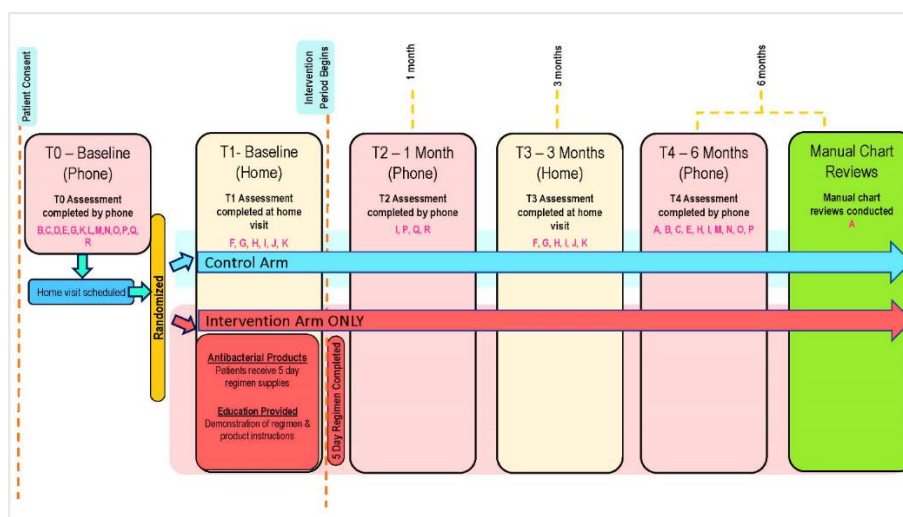 Patient Consent
Intervention
Period Begins
1 month
3 months
6 months
T0 – Baseline
(Phone)
T0 Assessment
completed by phone
B,C,D,E,G,K,L,M,N,O,P,Q,
R
Home visit scheduled
Randomized
T1- Baseline
(Home)
T1 Assessment
completed at home
visit
F, G, H, I, J, K
T2 – 1 Month
(Phone)
T2 Assessment
completed by phone
I, P, Q, R
T3 – 3 Months
(Home)
T3 Assessment
completed at home
visit
F, G, H, I, J, K
T4 – 6 Months
(Phone)
T4 Assessment
completed by phone
A, B, C, E, H, I, M, N, O, P
Manual Chart
Reviews
Manual chart
reviews conducted
A
Control Arm
Intervention Arm ONLY
Antibacterial Products
Patients receive 5 day
regimen supplies
Education Provided
Demonstration of regimen &
product instructions
5 Day Regimen Completed